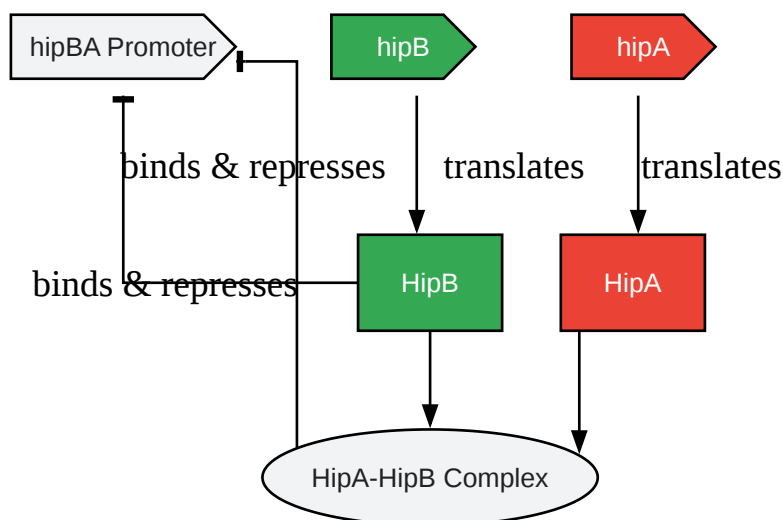 hipBA Promoter
hipB
hipA
binds & represses
translates
translates
binds & represses
HipB
HipA
HipA-HipB Complex